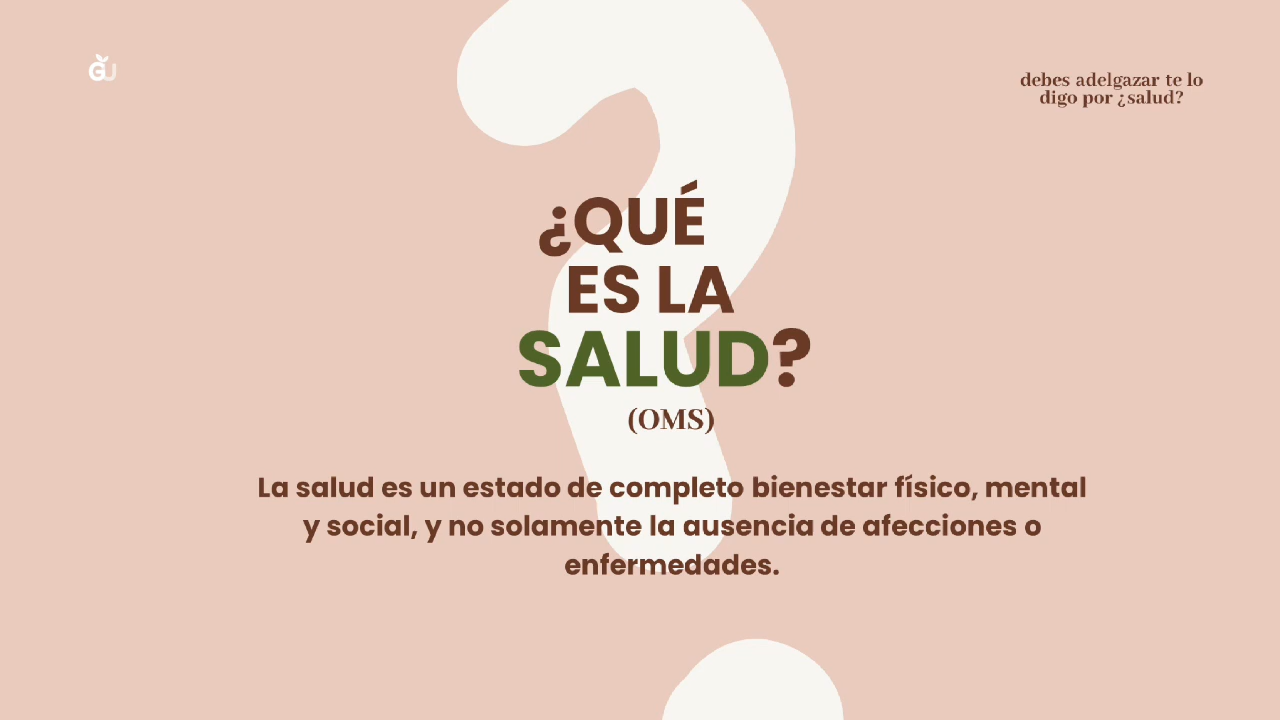 GU
debes adelgazar te lo
digo por ¿salud?
¿QUÉ
ES LA
SALUD?
(OMS)
La salud es un estado de completo bienestar físico, mental
y social, y no solamente la ausencia de afecciones o
enfermedades.